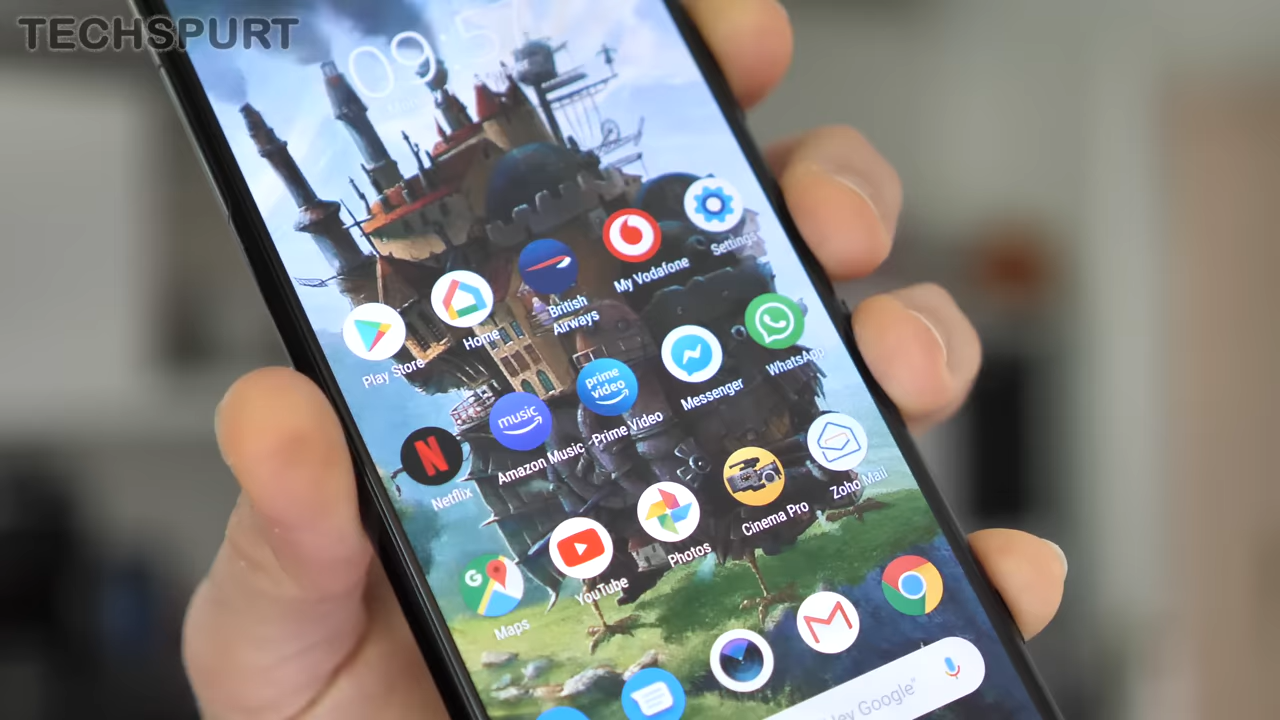 TECHSPURT
09:57
Play Store
Home
British
Airways
My Vodafone
Settings
Netflix
music
Amazon Music
prime
video
Prime Video
Messenger
WhatsApp
G
Maps
YouTube
Photos
Cinema Pro
Zoho Mail
Hey Google"